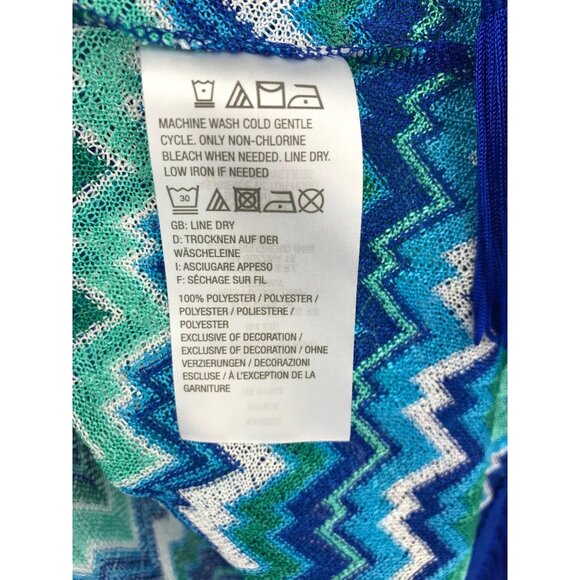 MACHINE WASH COLD GENTLE
CYCLE. ONLY NON-CHLORINE
BLEACH WHEN NEEDED. LINE DRY.
LOW IRON IF NEEDED
30
GB: LINE DRY
D: TROCKNEN AUF DER
WÄSCHELEINE
I: ASCIUGARE APPESO
F: SÉCHAGE SUR FIL
100% POLYESTER / POLYESTER /
POLYESTER / POLIESTERE /
POLYESTER
EXCLUSIVE OF DECORATION /
EXCLUSIVE OF DECORATION / OHNE
VERZIERUNGEN / DECORAZIONI
ESCLUSE / À L'EXCEPTION DE LA
GARNITURE